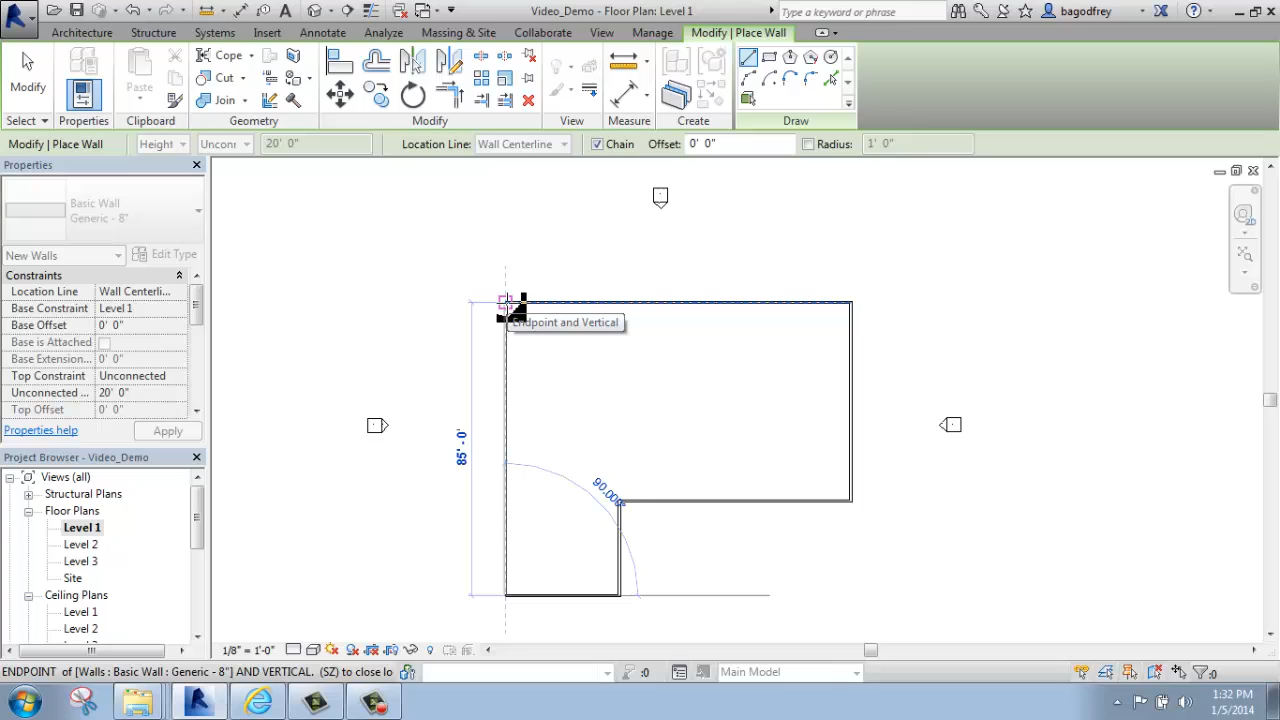 Video_Demo - Floor Plan: Level 1
Type a keyword or phrase
bagodfrey
Architecture
Structure
Systems
Insert
Annotate
Analyze
Massing & Site
Collaborate
View
Manage
Modify | Place Wall
Modify
Paste
Cope
Cut
Join
Select
Properties
Clipboard
Geometry
Modify
View
Measure
Create
Draw
Modify | Place Wall
Height
Uncon
20' 0"
Location Line:
Wall Centerline
Chain
Offset:
0' 0"
Radius:
1' 0"
Properties
Basic Wall
Generic - 8"
New Walls
Edit Type
Constraints
Location Line
Wall Centerli...
Base Constraint
Level 1
Base Offset
0' 0"
Base is Attached
Base Extension...
0' 0"
Top Constraint
Unconnected
Unconnected ...
20' 0"
Top Offset
0' 0"
Properties help
Apply
Project Browser - Video_Demo
Views (all)
Structural Plans
Floor Plans
Level 1
Level 2
Level 3
Site
Ceiling Plans
Level 1
Level 2
Endpoint and Vertical
85' - 0"
90.000°
2D
1/8" = 1'-0"
ENDPOINT of [Walls : Basic Wall : Generic - 8"] AND VERTICAL. (SZ) to close lo
:0
Main Model
:0
1:32 PM
1/5/2014